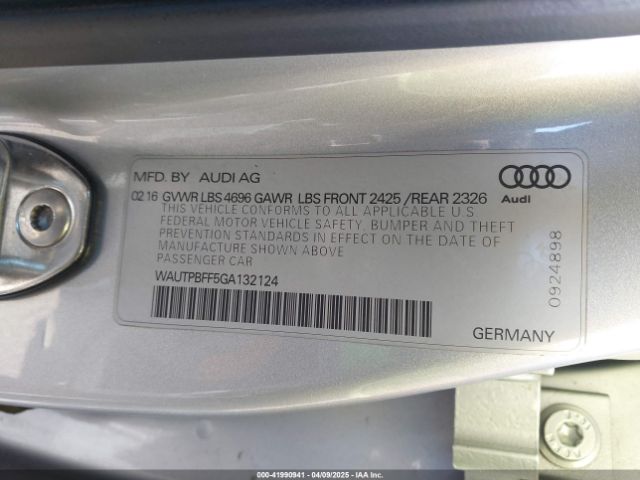 MFD. BY AUDI AG
02 16 GVWR LBS 4696 GAWR LBS FRONT 2425 /REAR 2326
THIS VEHICLE CONFORMS TO ALL APPLICABLE U.S.
FEDERAL MOTOR VEHICLE SAFETY, BUMPER AND THEFT
PREVENTION STANDARDS IN EFFECT ON THE DATE OF
MANUFACTURE SHOWN ABOVE
PASSENGER CAR
WAUTPBFF5GA132124
Audi
0924898
GERMANY
000-41990941 - 04/09/2025 - IAAI.COM